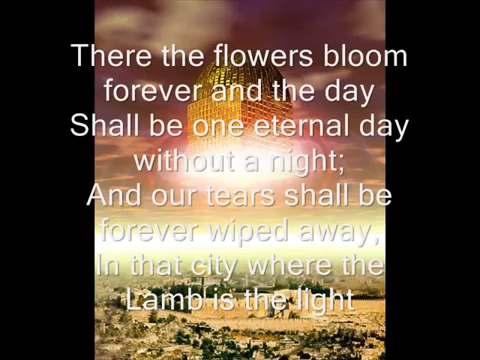 There the flowers bloom
forever and the day
Shall be one eternal day
without a night;
And our tears shall be
forever wiped away,
In that city where the
Lamb is the light